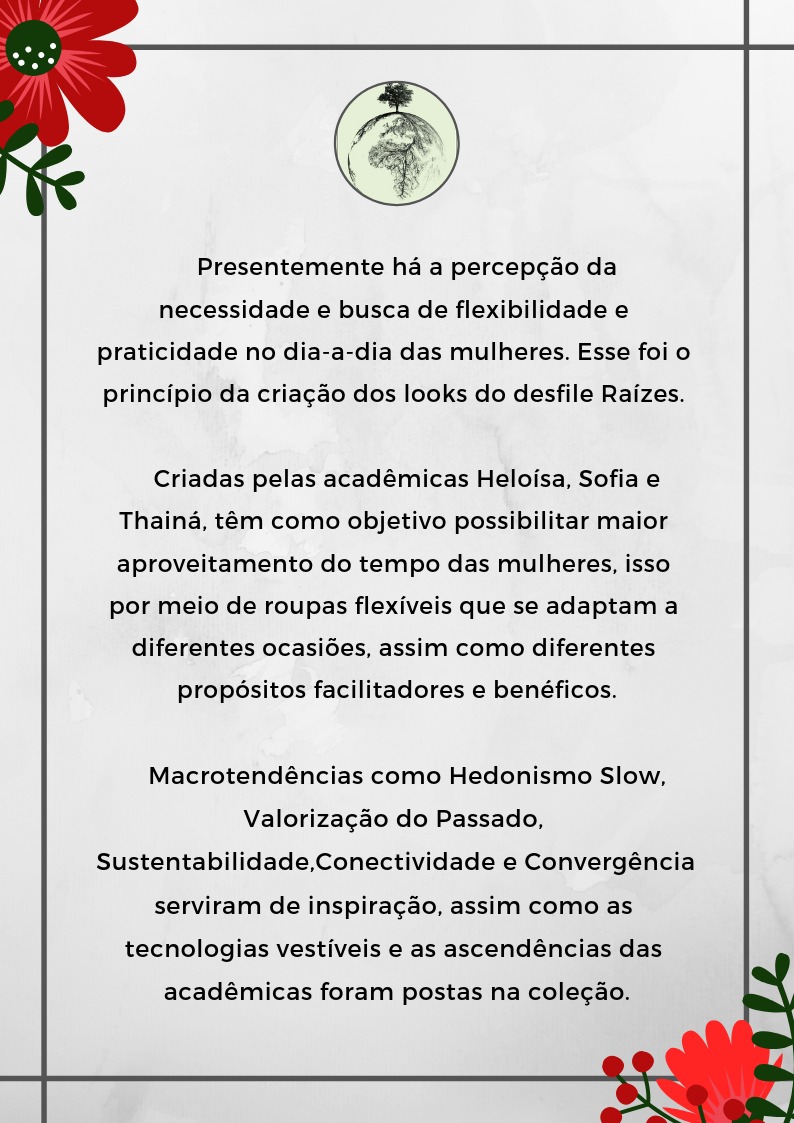 Presentemente há a percepção da
necessidade e busca de flexibilidade e
praticidade no dia-a-dia das mulheres. Esse foi o
princípio da criação dos looks do desfile Raízes.
Criadas pelas acadêmicas Heloísa, Sofia e
Thainá, têm como objetivo possibilitar maior
aproveitamento do tempo das mulheres, isso
por meio de roupas flexíveis que se adaptam a
diferentes ocasiões, assim como diferentes
propósitos facilitadores e benéficos.
Macrotendências como Hedonismo Slow,
Valorização do Passado,
Sustentabilidade,Conectividade e Convergência
serviram de inspiração, assim como as
tecnologias vestíveis e as ascendências das
acadêmicas foram postas na coleção.